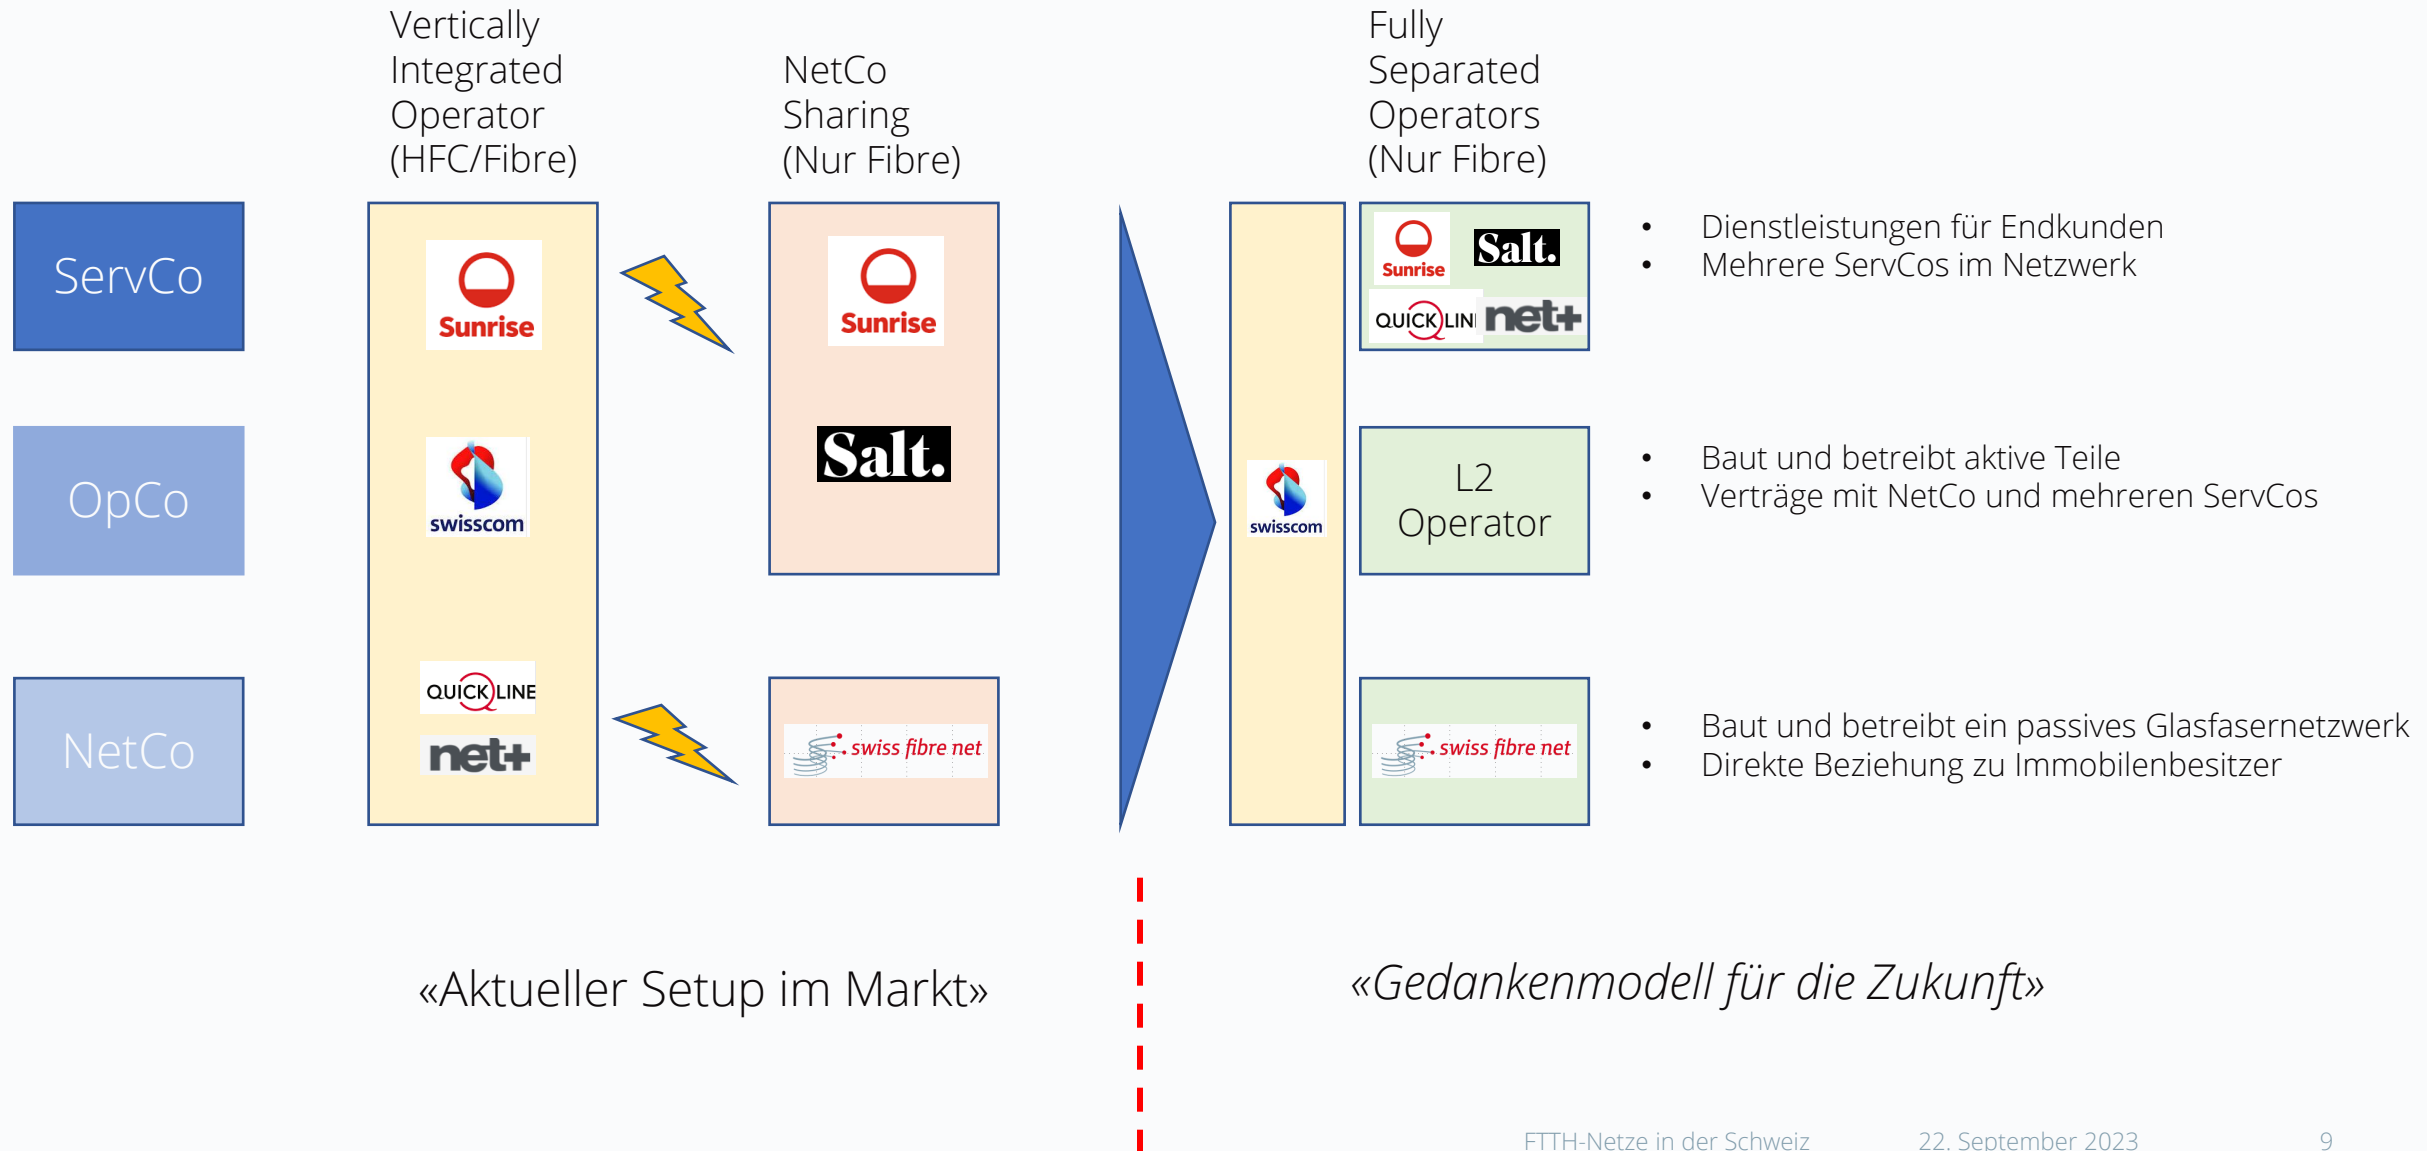 Vertically
Integrated
Operator
(HFC/Fibre)
NetCo
Sharing
(Nur Fibre)
Fully
Separated
Operators
(Nur Fibre)
ServCo
OpCo
NetCo
Sunrise
swisscom
QUICKLINE
net+
Sunrise
Salt.
swiss fibre net
swisscom
Sunrise
Salt.
QUICKLIN
net+
L2
Operator
swiss fibre net
• Dienstleistungen für Endkunden
• Mehrere ServCos im Netzwerk
• Baut und betreibt aktive Teile
• Verträge mit NetCo und mehreren ServCos
• Baut und betreibt ein passives Glasfasernetzwerk
• Direkte Beziehung zu Immobilenbesitzer
«Aktueller Setup im Markt»
«Gedankenmodell für die Zukunft»
FTTH-Netze in der Schweiz 22. September 2023 9